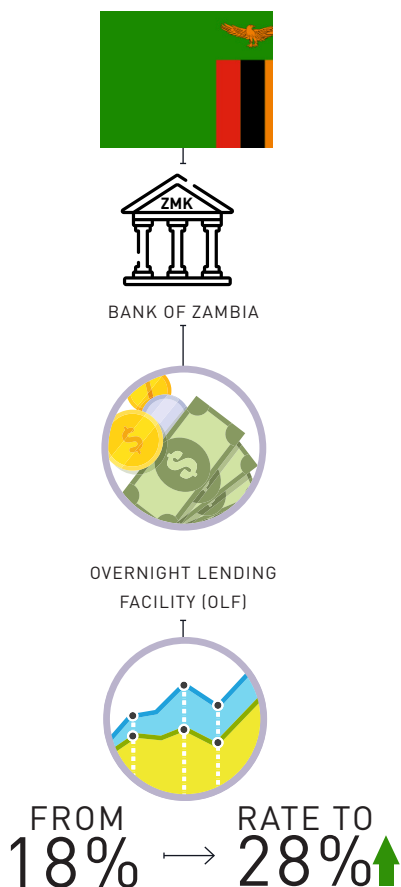 ZMK
BANK OF ZAMBIA
OVERNIGHT LENDING
FACILITY (OLF)
FROM
18%
RATE TO
28%